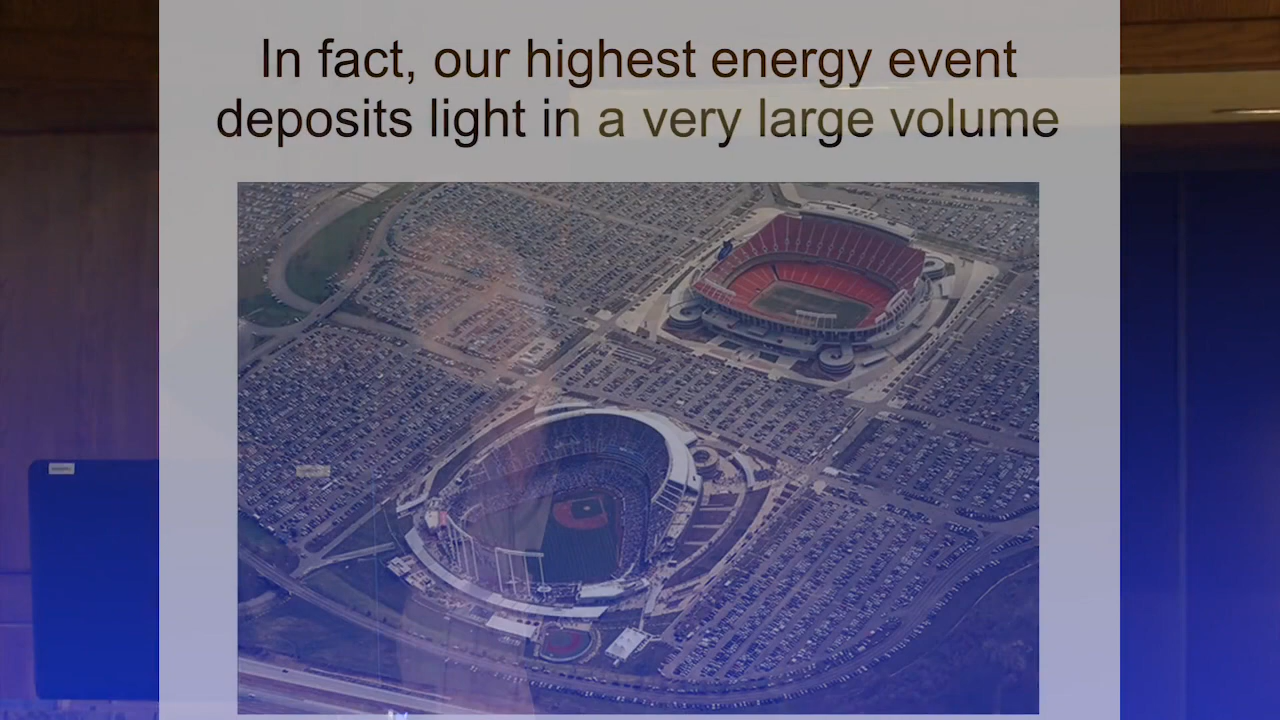 In fact, our highest energy event
deposits light in a very large volume